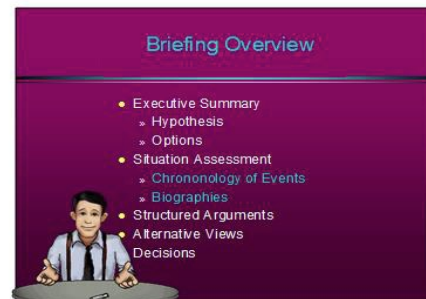 Briefing Overview
Executive Summary
» Hypothesis
» Options
Situation Assessment
» Chrononology of Events
» Biographies
Structured Arguments
Alternative Views
Decisions